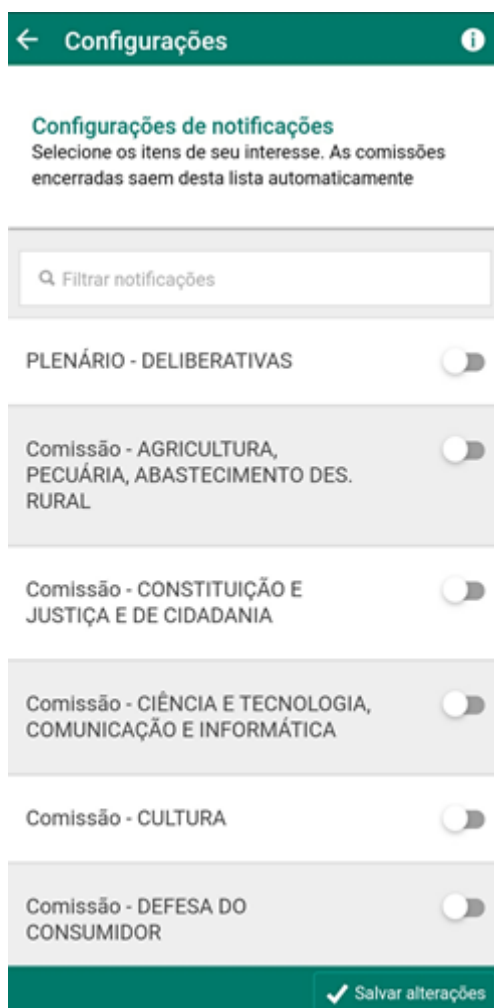 Configurações
Configurações de notificações
Selecione os itens de seu interesse. As comissões
encerradas saem desta lista automaticamente
Filtrar notificações
PLENÁRIO - DELIBERATIVAS
Comissão - AGRICULTURA,
PECUÁRIA, ABASTECIMENTO DES.
RURAL
Comissão - CONSTITUIÇÃO E
JUSTIÇA E DE CIDADANIA
Comissão - CIÊNCIA E TECNOLOGIA,
COMUNICAÇÃO E INFORMÁTICA
Comissão - CULTURA
Comissão - DEFESA DO
CONSUMIDOR
Salvar alterações